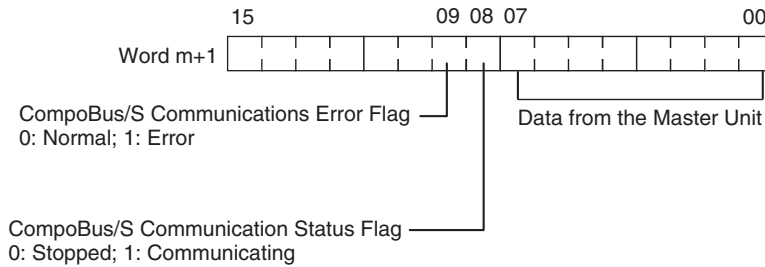 15 09 08 07 00
Word m+1
CompoBus/S Communications Error Flag
0: Normal; 1: Error
Data from the Master Unit
CompoBus/S Communication Status Flag
0: Stopped; 1: Communicating